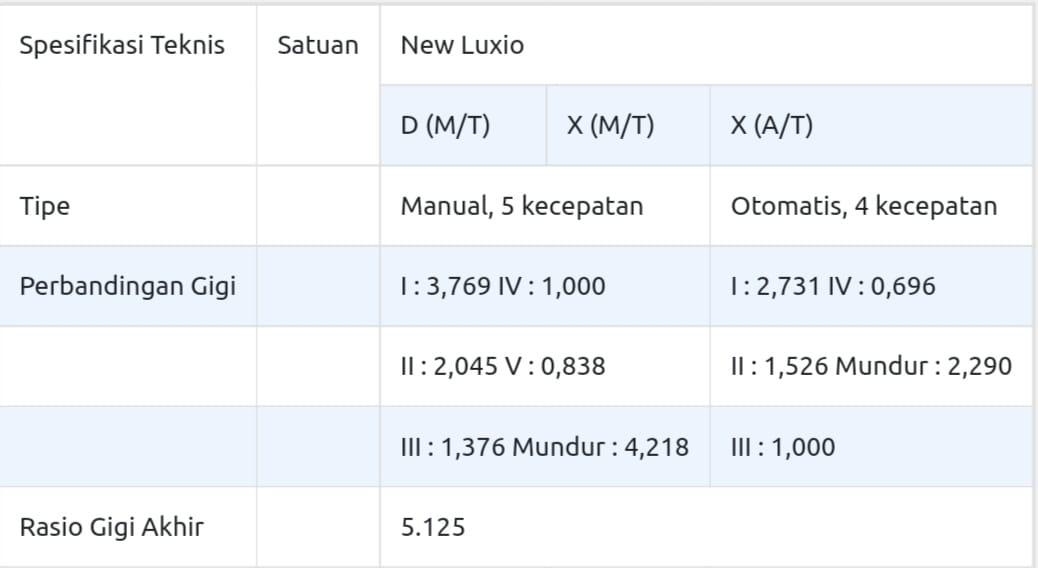 Spesifikasi Teknis Satuan New Luxio
D (M/T) X (M/T) X (A/T)
Tipe Manual, 5 kecepatan Otomatis, 4 kecepatan
Perbandingan Gigi I : 3,769 IV : 1,000 I : 2,731 IV : 0,696
II : 2,045 V : 0,838 II : 1,526 Mundur : 2,290
III : 1,376 Mundur : 4,218 III : 1,000
Rasio Gigi Akhir 5.125